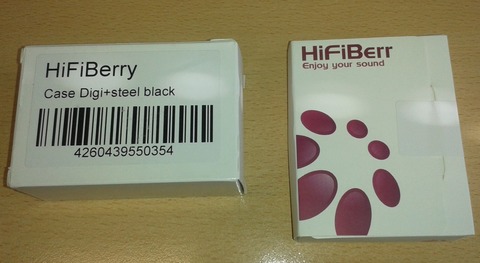 HiFiBerry
Case Digi+steel black
4260439550354
HiFiBerr
Enjoy your sound